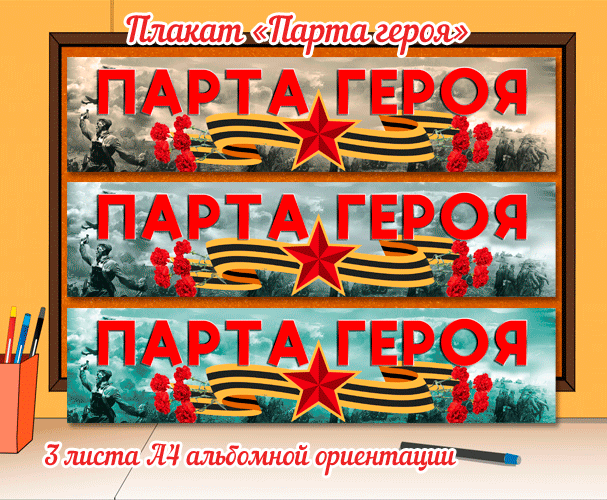 Плакат «Парта героя»
ПАРТА ГЕРОЯ
ПАРТА ГЕРОЯ
ПАРТА ГЕРОЯ
3 листа А4 альбомной ориентации